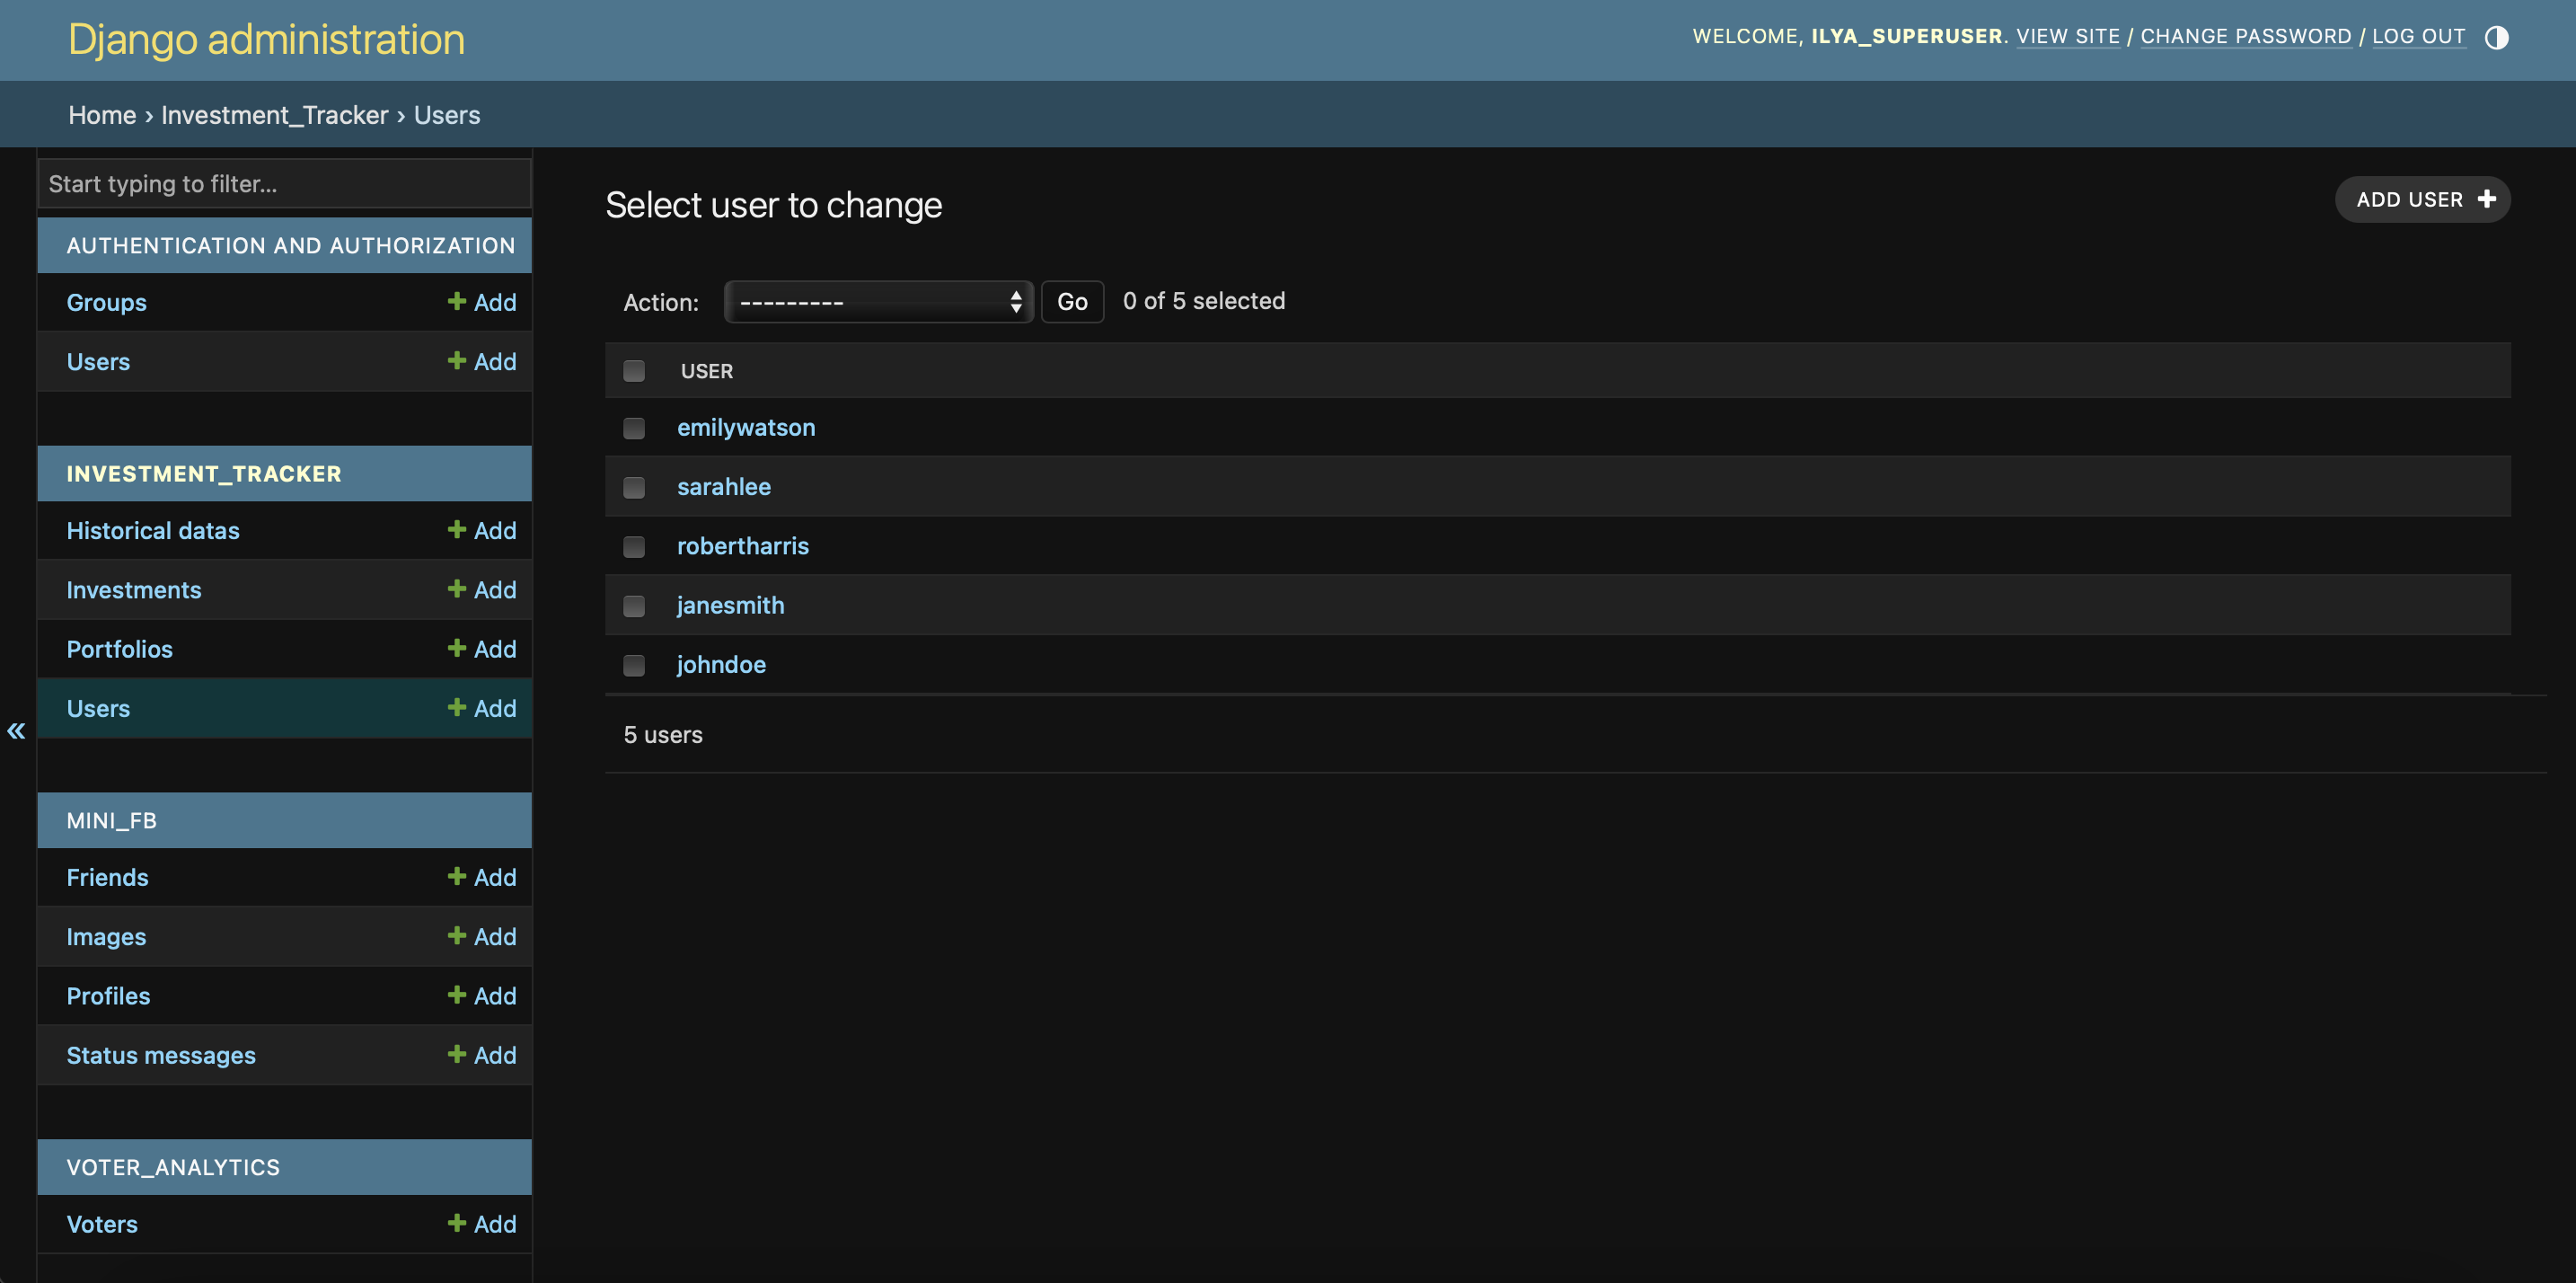 Django administration
WELCOME, ILYA_SUPERUSER. VIEW SITE / CHANGE PASSWORD / LOG OUT
Home › Investment_Tracker › Users
Start typing to filter...
AUTHENTICATION AND AUTHORIZATION
Groups + Add
Users + Add
INVESTMENT_TRACKER
Historical datas + Add
Investments + Add
Portfolios + Add
Users + Add
«
MINI_FB
Friends + Add
Images + Add
Profiles + Add
Status messages + Add
VOTER_ANALYTICS
Voters + Add
Select user to change
ADD USER +
Action: --------- Go 0 of 5 selected
USER
emilywatson
sarahlee
robertharris
janesmith
johndoe
5 users